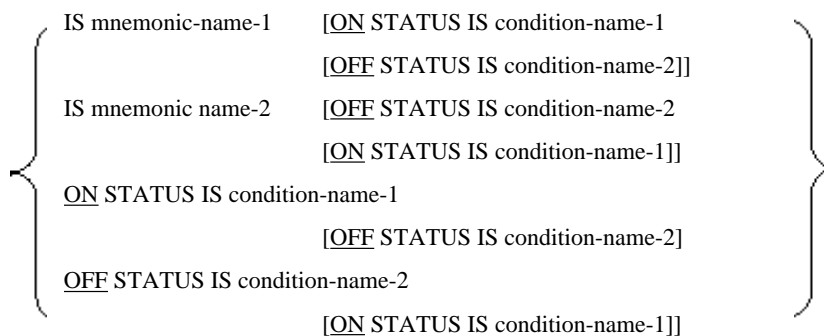 IS mnemonic-name-1 [ON STATUS IS condition-name-1
[OFF STATUS IS condition-name-2]]
IS mnemonic name-2 [OFF STATUS IS condition-name-2
[ON STATUS IS condition-name-1]]
ON STATUS IS condition-name-1
[OFF STATUS IS condition-name-2]
OFF STATUS IS condition-name-2
[ON STATUS IS condition-name-1]]